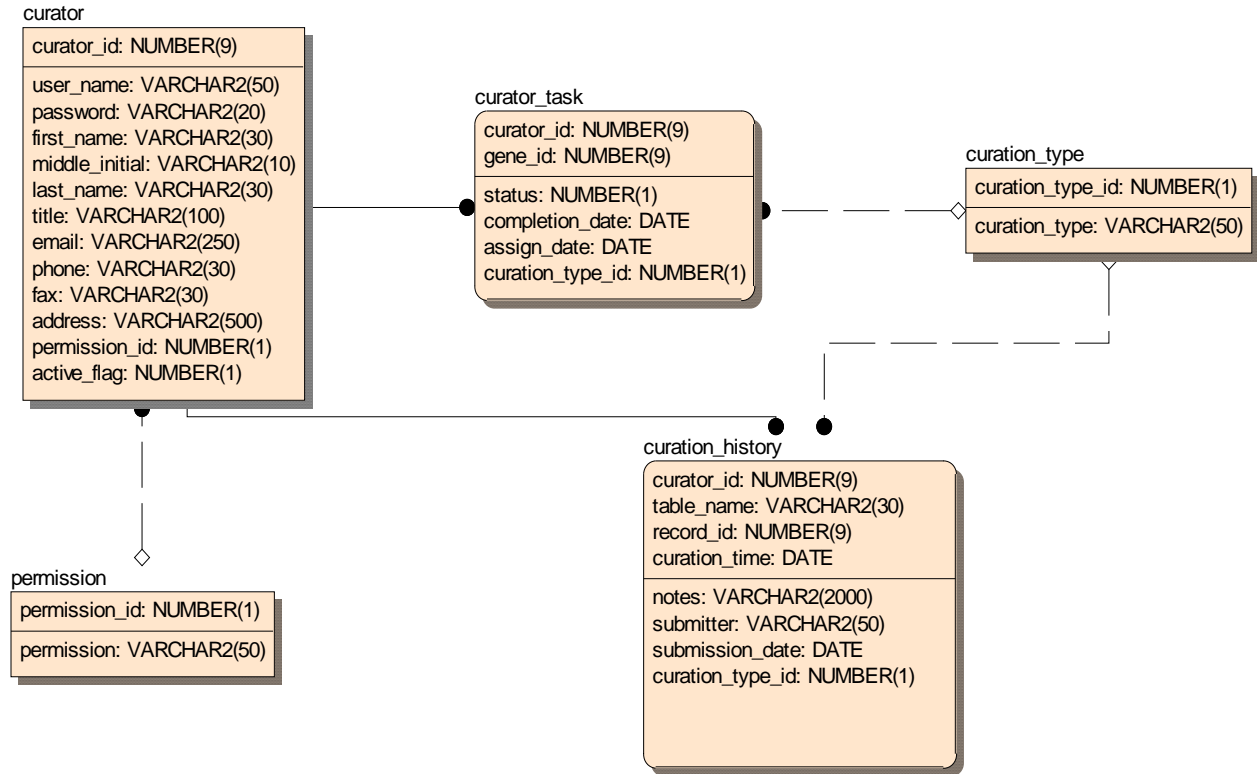 curator
curator_id: NUMBER(9)
user_name: VARCHAR2(50)
password: VARCHAR2(20)
first_name: VARCHAR2(30)
middle_initial: VARCHAR2(10)
last_name: VARCHAR2(30)
title: VARCHAR2(100)
email: VARCHAR2(250)
phone: VARCHAR2(30)
fax: VARCHAR2(30)
address: VARCHAR2(500)
permission_id: NUMBER(1)
active_flag: NUMBER(1)
curator_task
curator_id: NUMBER(9)
gene_id: NUMBER(9)
status: NUMBER(1)
completion_date: DATE
assign_date: DATE
curation_type_id: NUMBER(1)
curation_type
curation_type_id: NUMBER(1)
curation_type: VARCHAR2(50)
permission
permission_id: NUMBER(1)
permission: VARCHAR2(50)
curation_history
curator_id: NUMBER(9)
table_name: VARCHAR2(30)
record_id: NUMBER(9)
curation_time: DATE
notes: VARCHAR2(2000)
submitter: VARCHAR2(50)
submission_date: DATE
curation_type_id: NUMBER(1)